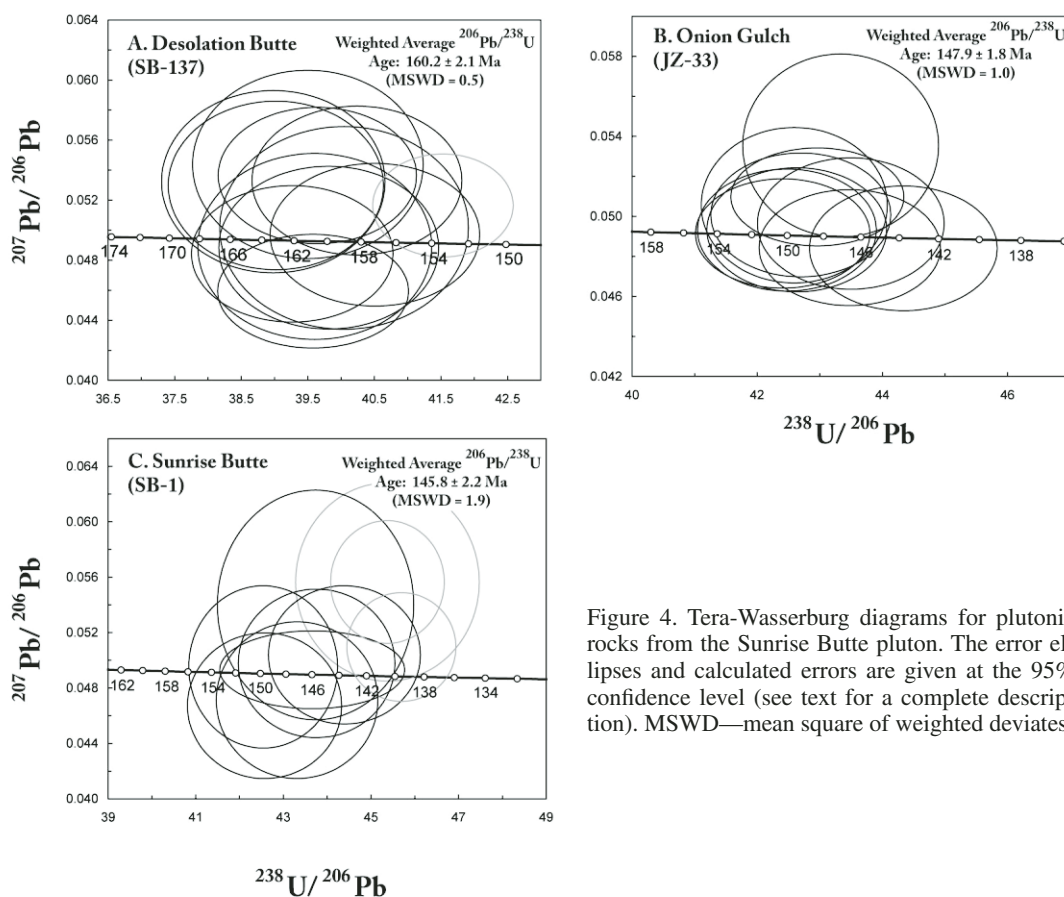 A. Desolation Butte
(SB-137)
Weighted Average 206Pb/238U
Age: 160.2 ± 2.1 Ma
(MSWD = 0.5)
207Pb/ 206Pb
0.064
0.060
0.056
0.052
0.048
0.044
0.040
174 170 166 162 158 154 150
36.5 37.5 38.5 39.5 40.5 41.5 42.5
B. Onion Gulch
(JZ-33)
Weighted Average 206Pb/238U
Age: 147.9 ± 1.8 Ma
(MSWD = 1.0)
0.058
0.054
0.050
0.046
0.042
158 154 150 146 142 138
40 42 44 46
238U/ 206Pb
C. Sunrise Butte
(SB-1)
Weighted Average 206Pb/238U
Age: 145.8 ± 2.2 Ma
(MSWD = 1.9)
207Pb/ 206Pb
0.064
0.060
0.056
0.052
0.048
0.044
0.040
162 158 154 150 146 142 138 134
39 41 43 45 47 49
238U/ 206Pb
Figure 4. Tera-Wasserburg diagrams for plutoni
rocks from the Sunrise Butte pluton. The error el
lipses and calculated errors are given at the 95%
confidence level (see text for a complete descrip
tion). MSWD—mean square of weighted deviates